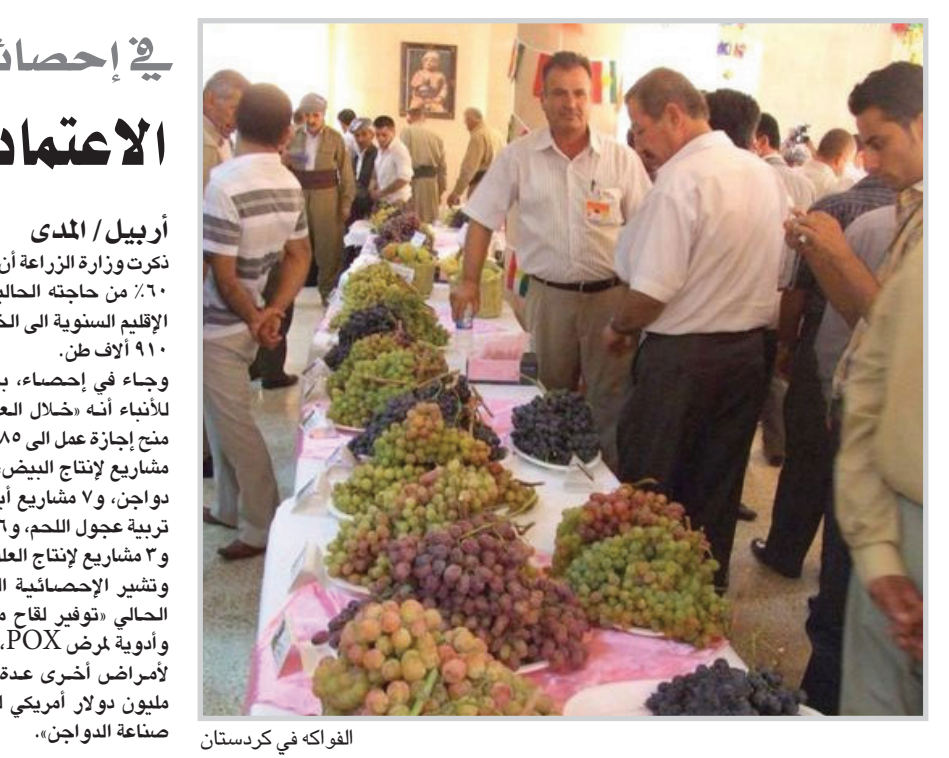 في إحصائ
الاعتماد
أربيل/ المدى
ذكرت وزارة الزراعة أن
٦٠٪ من حاجته الحالي
الإقليم السنوية الى الخ
٩١٠ ألاف طن.
وجاء في إحصاء، ب
للأنباء أنه «خلال الع
منح إجازة عمل الى ٨٥
مشاريع لإنتاج البيض،
دواجن، و٧ مشاريع أب
تربية عجول اللحم، و٦
و٣ مشاريع لإنتاج العل
وتشير الإحصائية ال
الحالي «توفير لقاح م
وأدوية لمرض POX،
لأمراض أخرى عدة
مليون دولار أمريكي ل
صناعة الدواجن».
الفواكه في كردستان